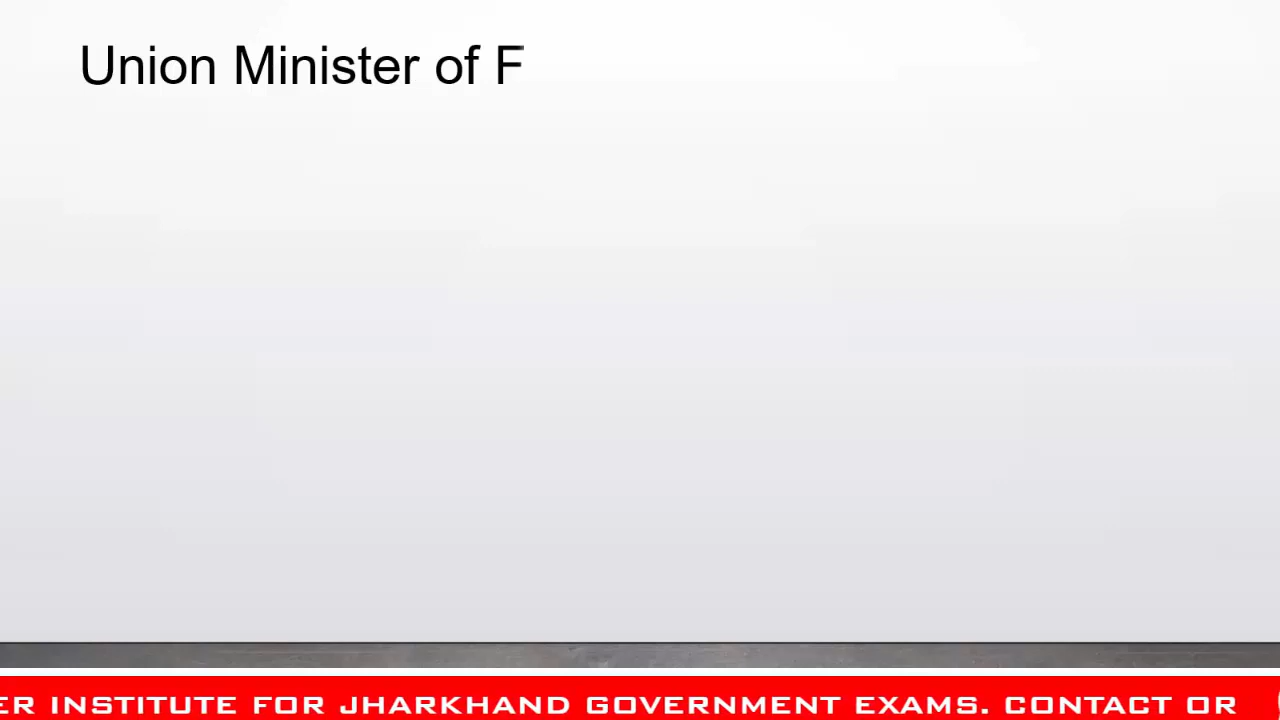 Union Minister of F
ER INSTITUTE FOR JHARKHAND GOVERNMENT EXAMS. CONTACT OR